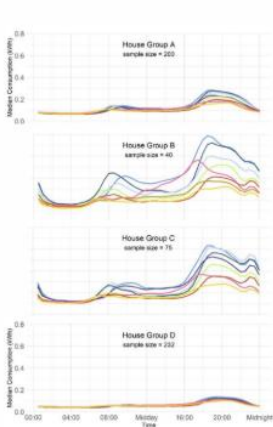 0.8
House Group A
sample size = 203
0.6
0.4
0.2
0.0
Median Consumption (kWh)
House Group B
sample size = 40
House Group C
sample size = 75
0.8
House Group D
sample size = 232
0.6
0.4
0.2
0.0
Median Consumption (kWh)
00:00 04:00 08:00 Midday 16:00 20:00 Midnight
Time